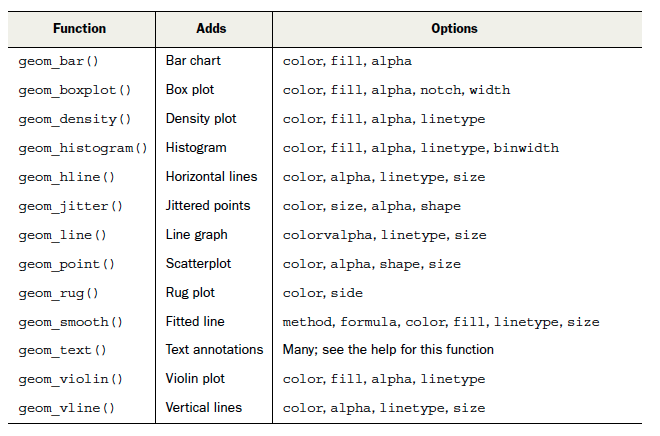 Function Adds Options
geom_bar() Bar chart color, fill, alpha
geom_boxplot() Box plot color, fill, alpha, notch, width
geom_density() Density plot color, fill, alpha, linetype
geom_histogram() Histogram color, fill, alpha, linetype, binwidth
geom_hline() Horizontal lines color, alpha, linetype, size
geom_jitter() Jittered points color, size, alpha, shape
geom_line() Line graph colorvalpha, linetype, size
geom_point() Scatterplot color, alpha, shape, size
geom_rug() Rug plot color, side
geom_smooth() Fitted line method, formula, color, fill, linetype, size
geom_text() Text annotations Many; see the help for this function
geom_violin() Violin plot color, fill, alpha, linetype
geom_vline() Vertical lines color, alpha, linetype, size